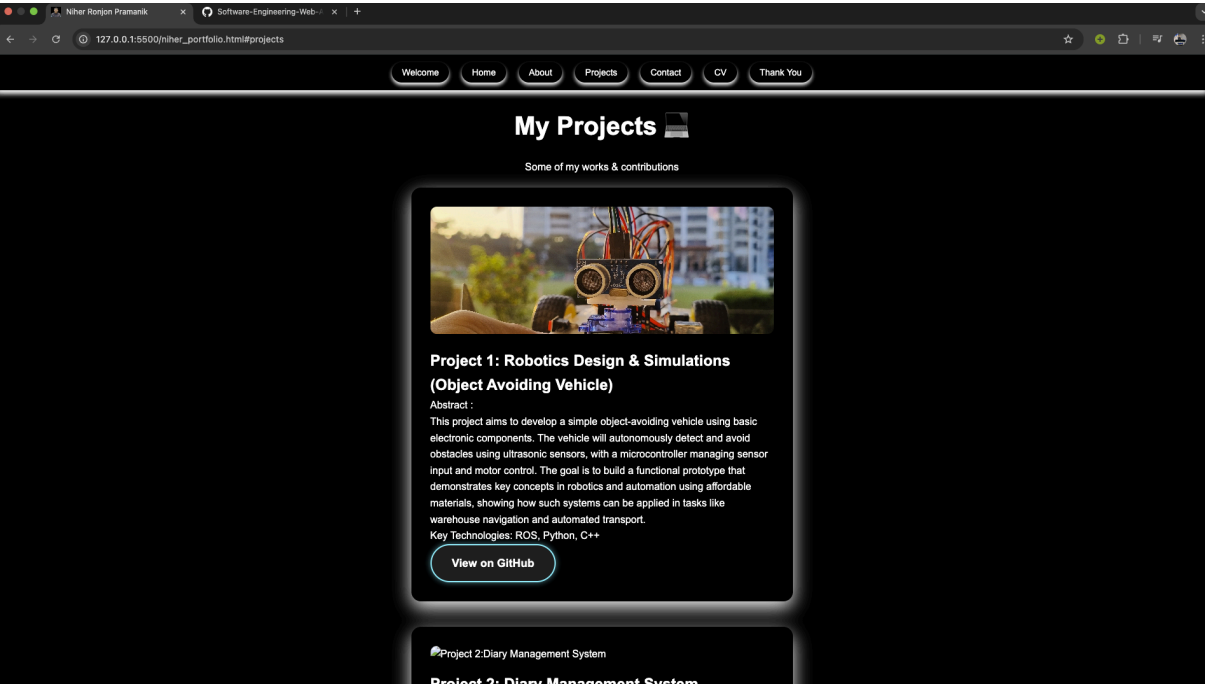 Niher Ronjon Pramanik
Software-Engineering-Web-
127.0.0.1:5500/niher_portfolio.html#projects
Welcome Home About Projects Contact CV Thank You
My Projects
Some of my works & contributions
Project 1: Robotics Design & Simulations
(Object Avoiding Vehicle)
Abstract :
This project aims to develop a simple object-avoiding vehicle using basic
electronic components. The vehicle will autonomously detect and avoid
obstacles using ultrasonic sensors, with a microcontroller managing sensor
input and motor control. The goal is to build a functional prototype that
demonstrates key concepts in robotics and automation using affordable
materials, showing how such systems can be applied in tasks like
warehouse navigation and automated transport.
Key Technologies: ROS, Python, C++
View on GitHub
Project 2:Diary Management System
Project 2: Diary Management System